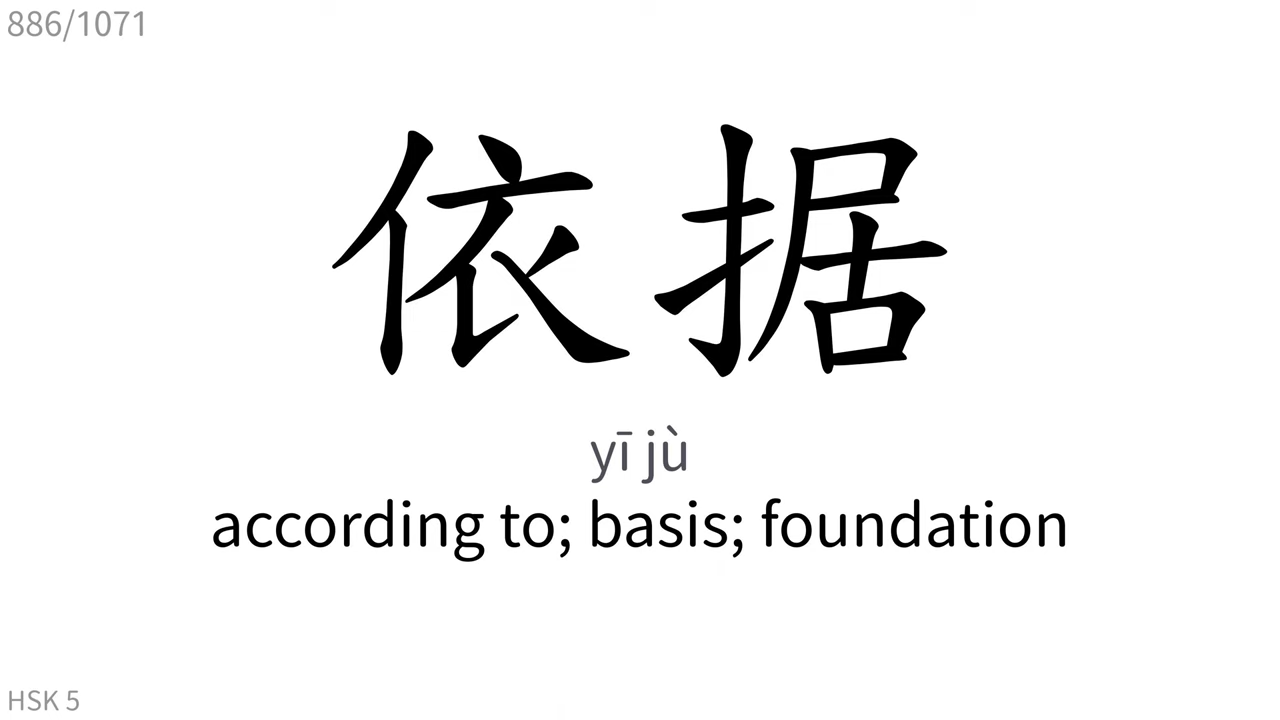 886/1071
依据
yī jù
according to; basis; foundation
HSK 5